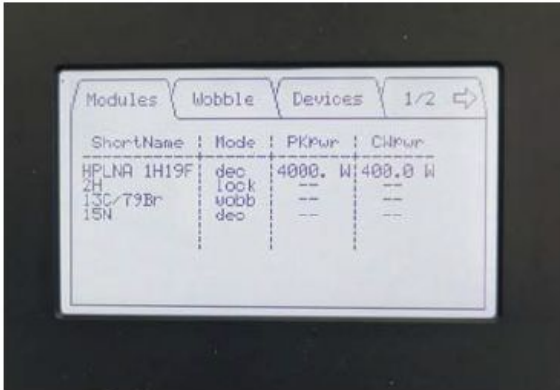 Modules Wobble Devices 1/2
ShortName Mode PKPwr CWPwr
HPLNA 1H19F dec 4000. W 400.0 W
2H lock -- --
13C/79Br wobb -- --
15N dec -- --